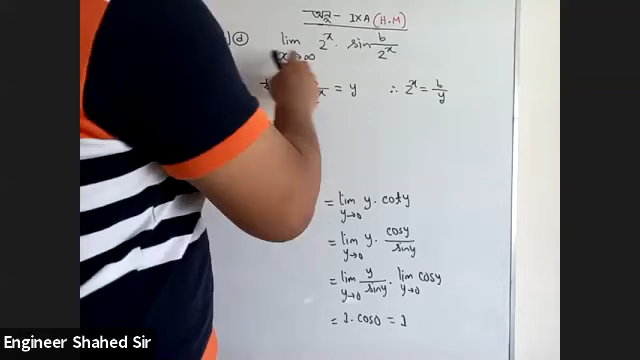 অনু - IXA (H.M)
) ⓓ lim x→∞ 2^x · sin b/2^x
= y ∴ 2^x = b/y
= lim y→0 y · coty
= lim y→0 y · cosy/siny
= lim y→0 y/siny · lim y→0 cosy
= 1 · cos0 = 1
Engineer Shahed Sir